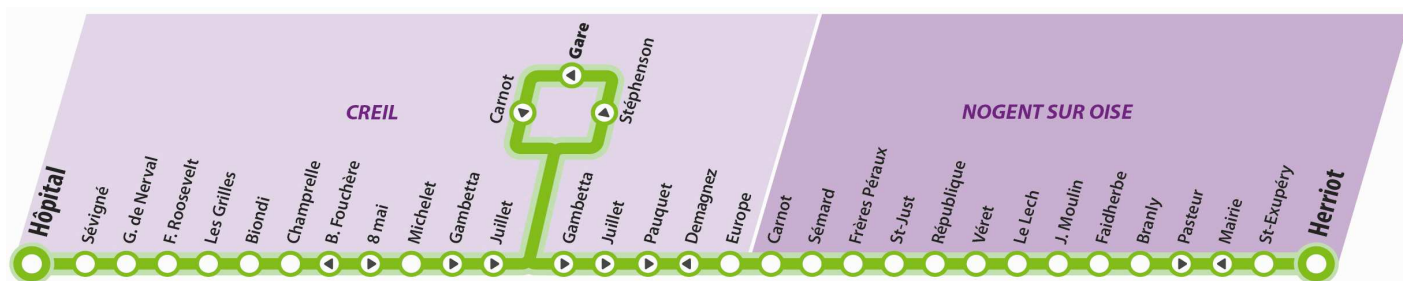 CREIL
NOGENT SUR OISE
Carnot
Gare
Stéphenson
Hôpital
Sévigné
G. de Nerval
F. Roosevelt
Les Grilles
Biondi
Champrelle
B. Fouchère
8 mai
Michelet
Gambetta
Juillet
Gambetta
Juillet
Pauquet
Demagnez
Europe
Carnot
Sémard
Frères Péraux
St-Just
République
Véret
Le Lech
J. Moulin
Faidherbe
Branly
Pasteur
Mairie
St-Exupéry
Herriot